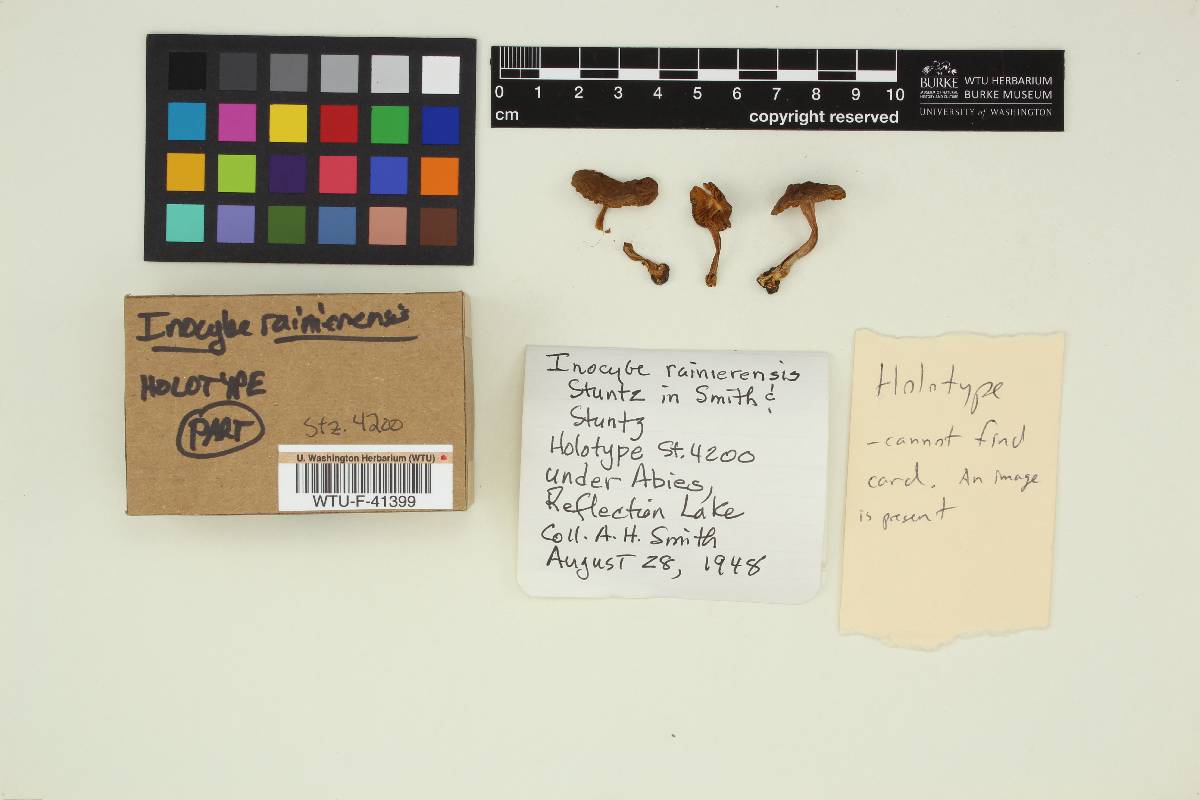 0 1 2 3 4 5 6 7 8 9 10
cm
copyright reserved
BURKE
WTU HERBARIUM
BURKE MUSEUM
UNIVERSITY of WASHINGTON
Inocybe rainierensis
HOLOTYPE
PART
Stz. 4200
U. Washington Herbarium (WTU)
WTU-F-41399
Inocybe rainierensis
Stuntz in Smith &
Stuntz
Holotype St. 4200
under Abies,
Reflection Lake
Coll. A. H. Smith
August 28, 1948
Holotype
- cannot find
card. An image
is present